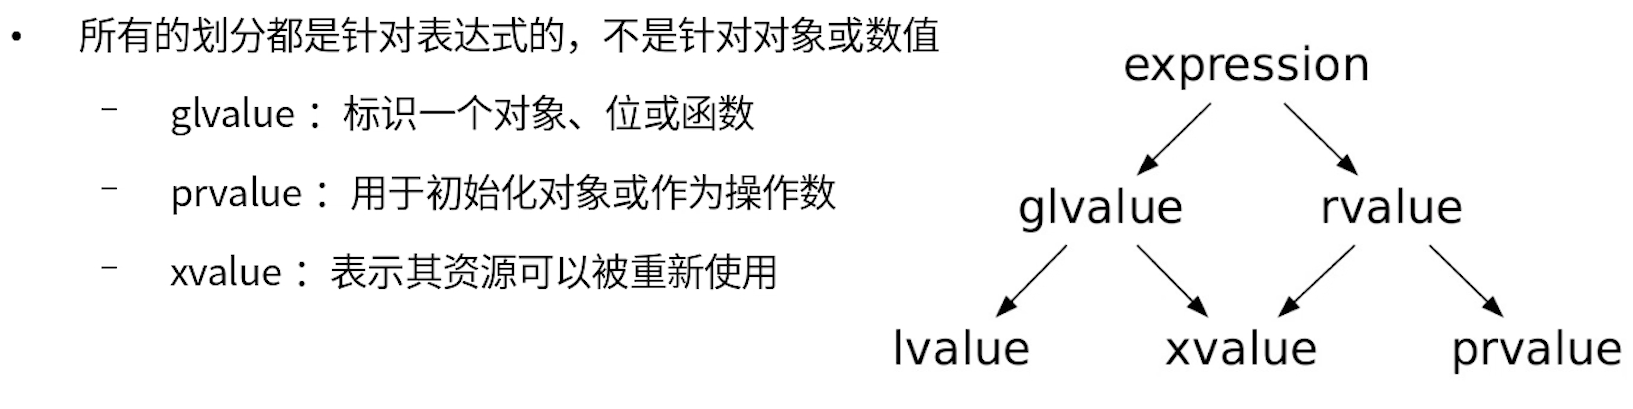 • 所有的划分都是针对表达式的，不是针对对象或数值
– glvalue ： 标识一个对象、位或函数
– prvalue ： 用于初始化对象或作为操作数
– xvalue ： 表示其资源可以被重新使用
expression
glvalue rvalue
lvalue xvalue prvalue